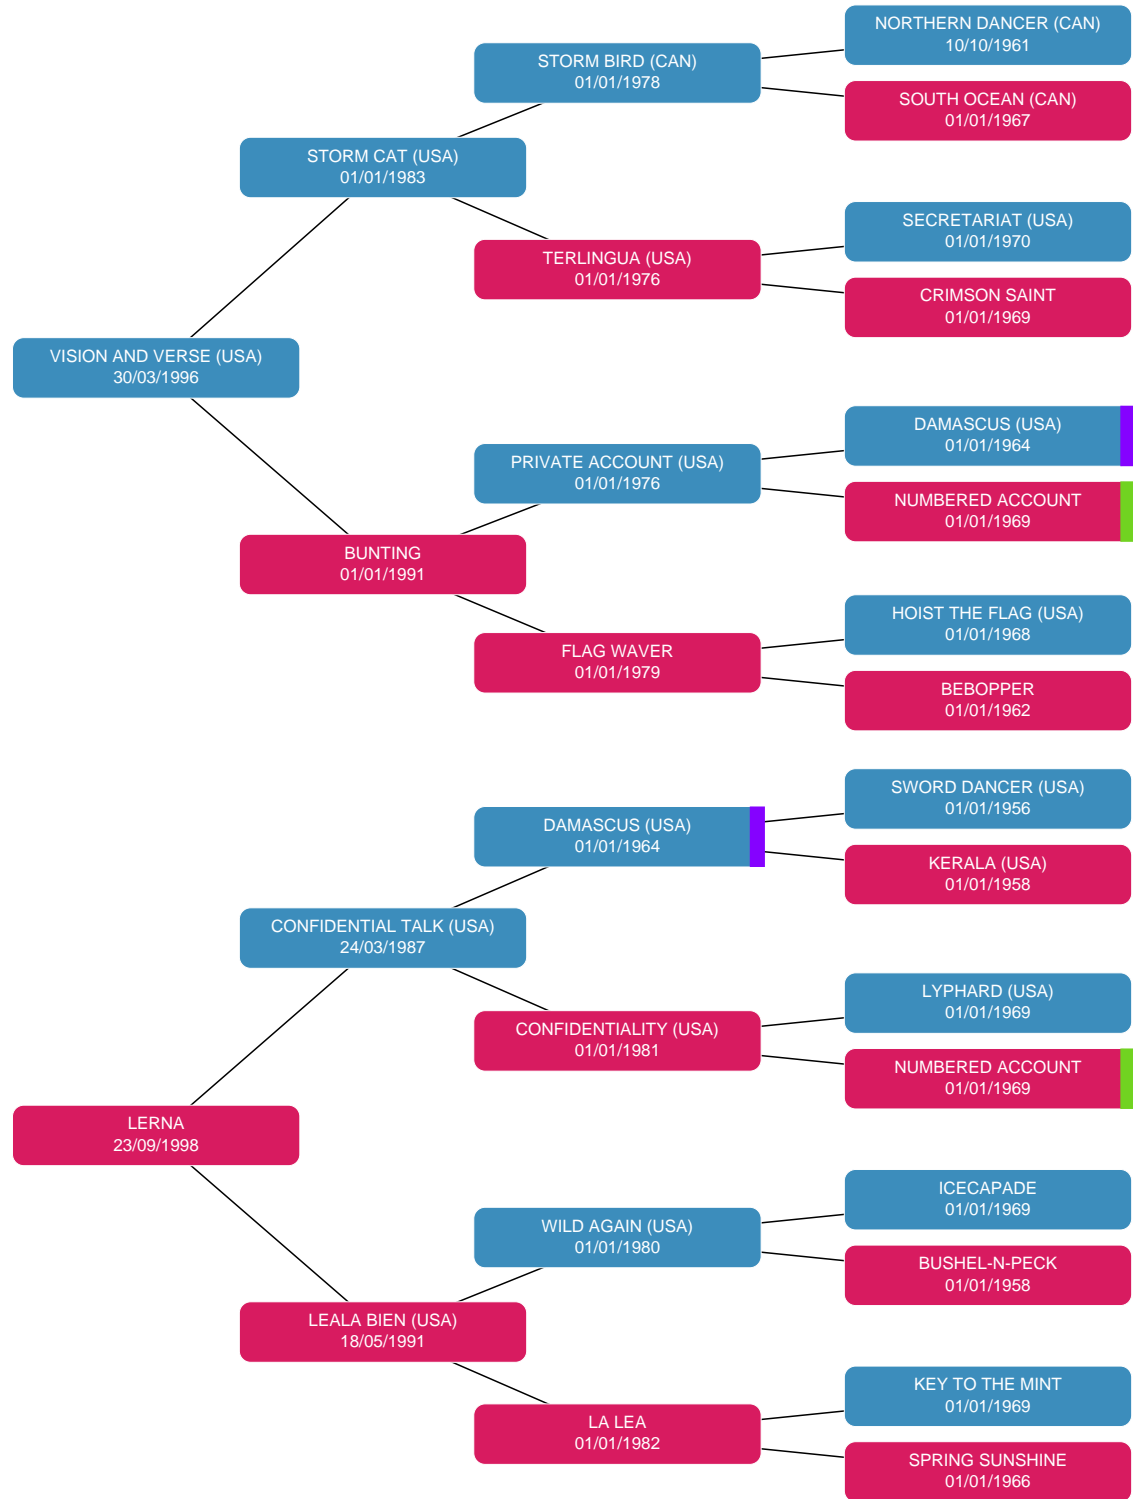 NORTHERN DANCER (CAN)
10/10/1961
STORM BIRD (CAN)
01/01/1978
SOUTH OCEAN (CAN)
01/01/1967
STORM CAT (USA)
01/01/1983
SECRETARIAT (USA)
01/01/1970
TERLINGUA (USA)
01/01/1976
CRIMSON SAINT
01/01/1969
VISION AND VERSE (USA)
30/03/1996
DAMASCUS (USA)
01/01/1964
PRIVATE ACCOUNT (USA)
01/01/1976
NUMBERED ACCOUNT
01/01/1969
BUNTING
01/01/1991
HOIST THE FLAG (USA)
01/01/1968
FLAG WAVER
01/01/1979
BEBOPPER
01/01/1962
SWORD DANCER (USA)
01/01/1956
DAMASCUS (USA)
01/01/1964
KERALA (USA)
01/01/1958
CONFIDENTIAL TALK (USA)
24/03/1987
LYPHARD (USA)
01/01/1969
CONFIDENTIALITY (USA)
01/01/1981
NUMBERED ACCOUNT
01/01/1969
LERNA
23/09/1998
ICECAPADE
01/01/1969
WILD AGAIN (USA)
01/01/1980
BUSHEL-N-PECK
01/01/1958
LEALA BIEN (USA)
18/05/1991
KEY TO THE MINT
01/01/1969
LA LEA
01/01/1982
SPRING SUNSHINE
01/01/1966